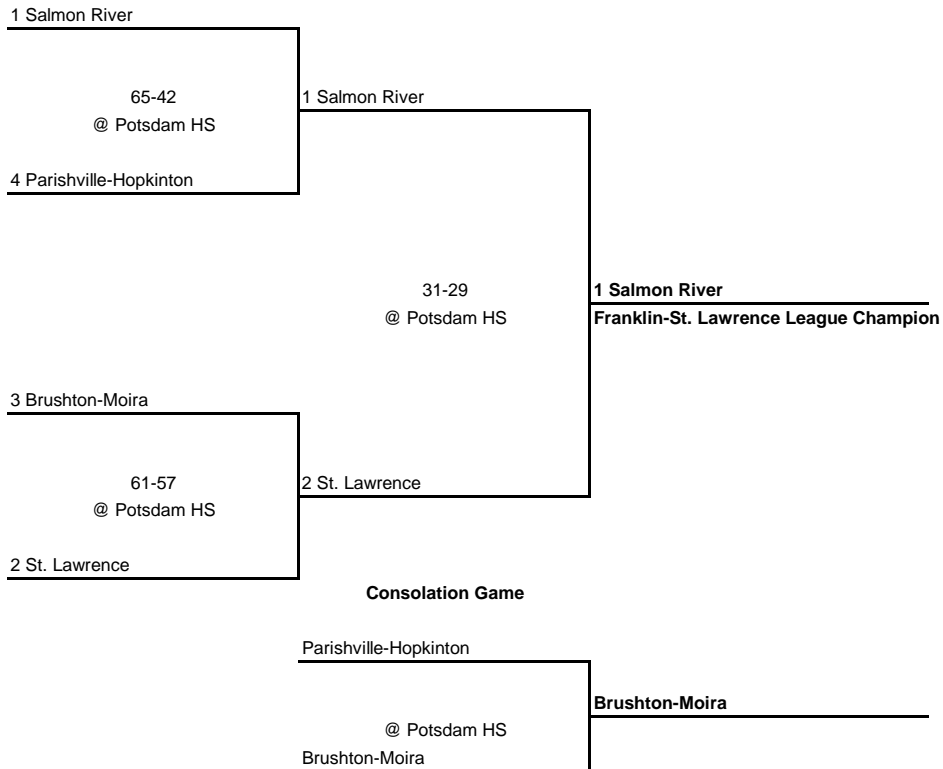 1 Salmon River
65-42
@ Potsdam HS
1 Salmon River
4 Parishville-Hopkinton
31-29
@ Potsdam HS
1 Salmon River
Franklin-St. Lawrence League Champion
3 Brushton-Moira
61-57
@ Potsdam HS
2 St. Lawrence
2 St. Lawrence
Consolation Game
Parishville-Hopkinton
Brushton-Moira
@ Potsdam HS
Brushton-Moira